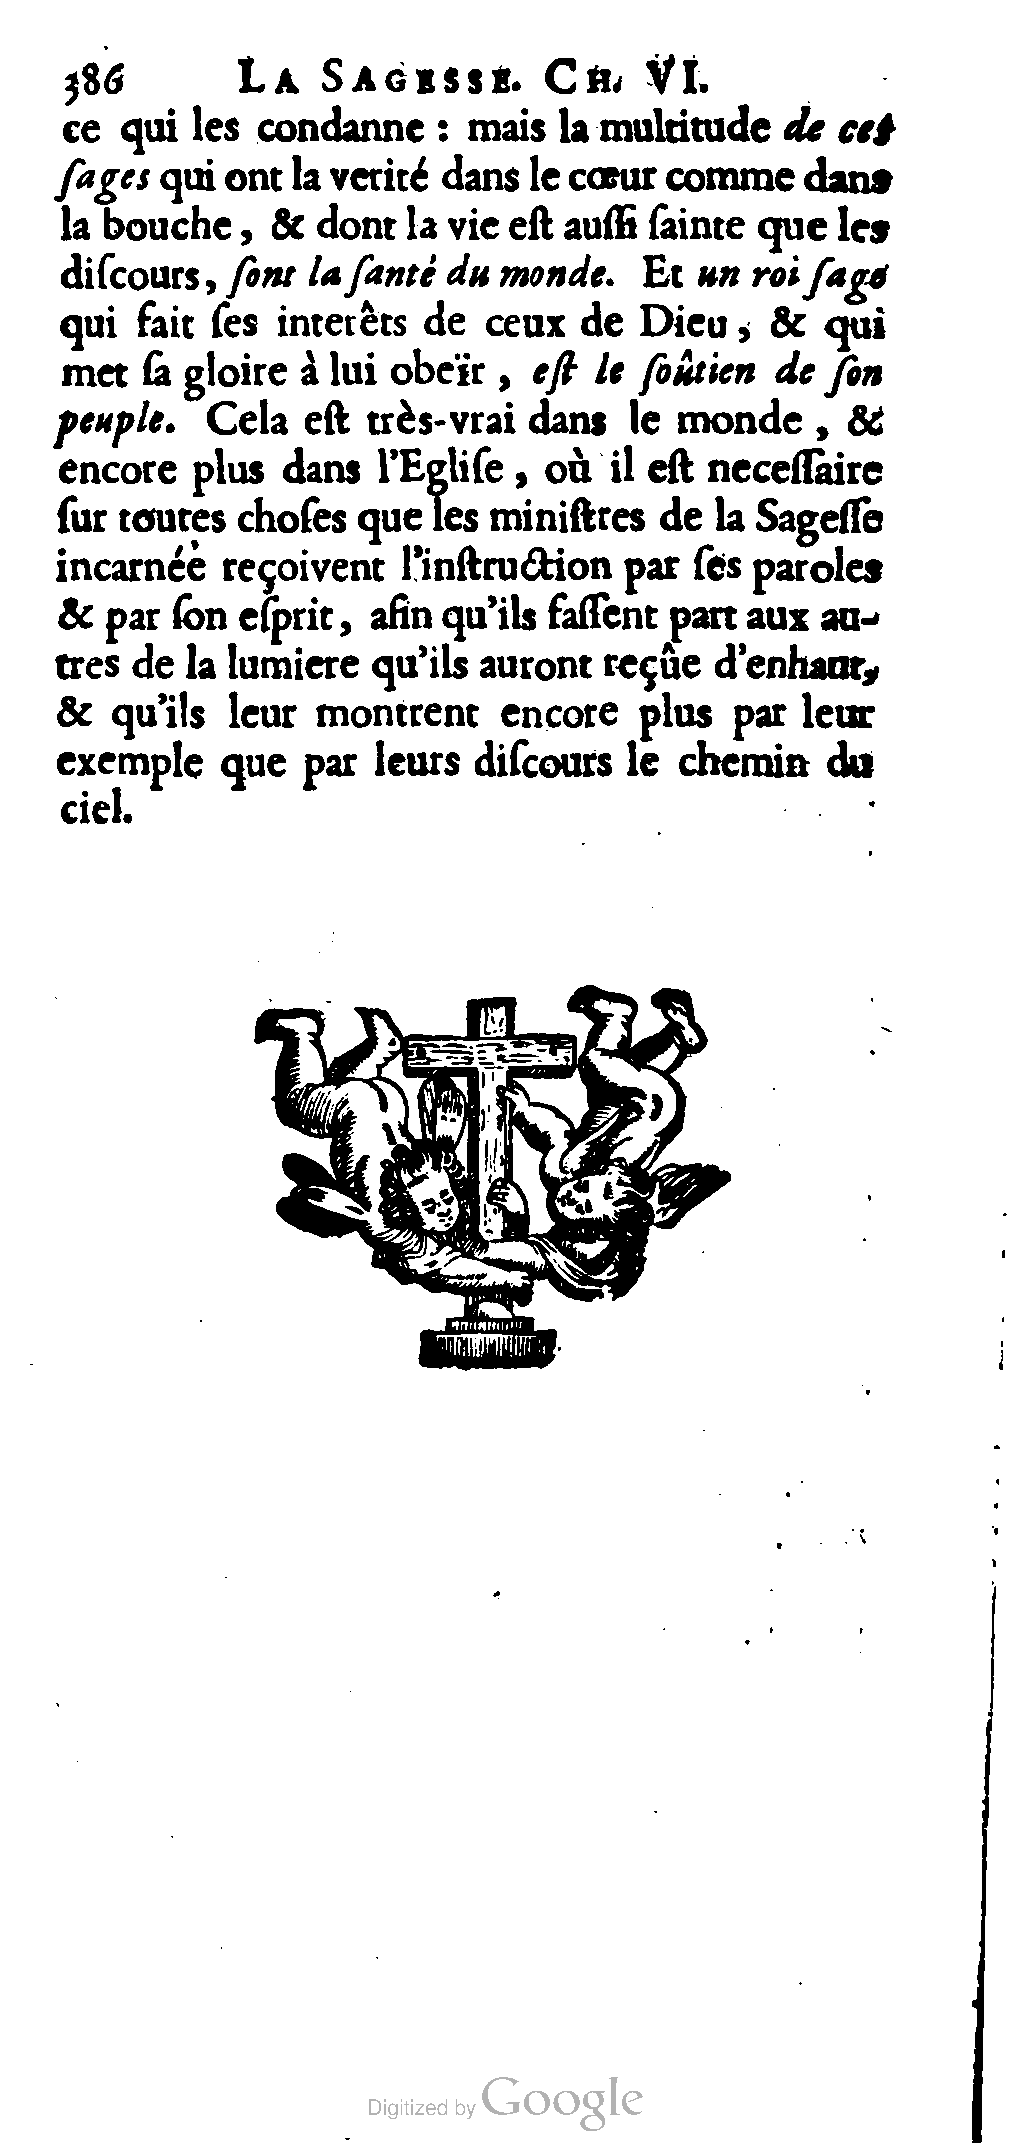 386 LA SAGESSE. CH. VI.
ce qui les condanne : mais la multitude de ces
ſages qui ont la verité dans le cœur comme dans
la bouche, & dont la vie eſt auſſi ſainte que les
diſcours, ſont la ſanté du monde. Et un roi ſage
qui fait ſes interêts de ceux de Dieu, & qui
met ſa gloire à lui obeïr, eſt le ſoûtien de ſon
peuple. Cela eſt très-vrai dans le monde, &
encore plus dans l'Egliſe, où il eſt neceſſaire
ſur toutes choſes que les miniſtres de la Sageſſe
incarnée reçoivent l'inſtruction par ſes paroles
& par ſon eſprit, afin qu'ils faſſent part aux au-
tres de la lumiere qu'ils auront reçûe d'enhaut,
& qu'ils leur montrent encore plus par leur
exemple que par leurs diſcours le chemin du
ciel.
Digitized by Google